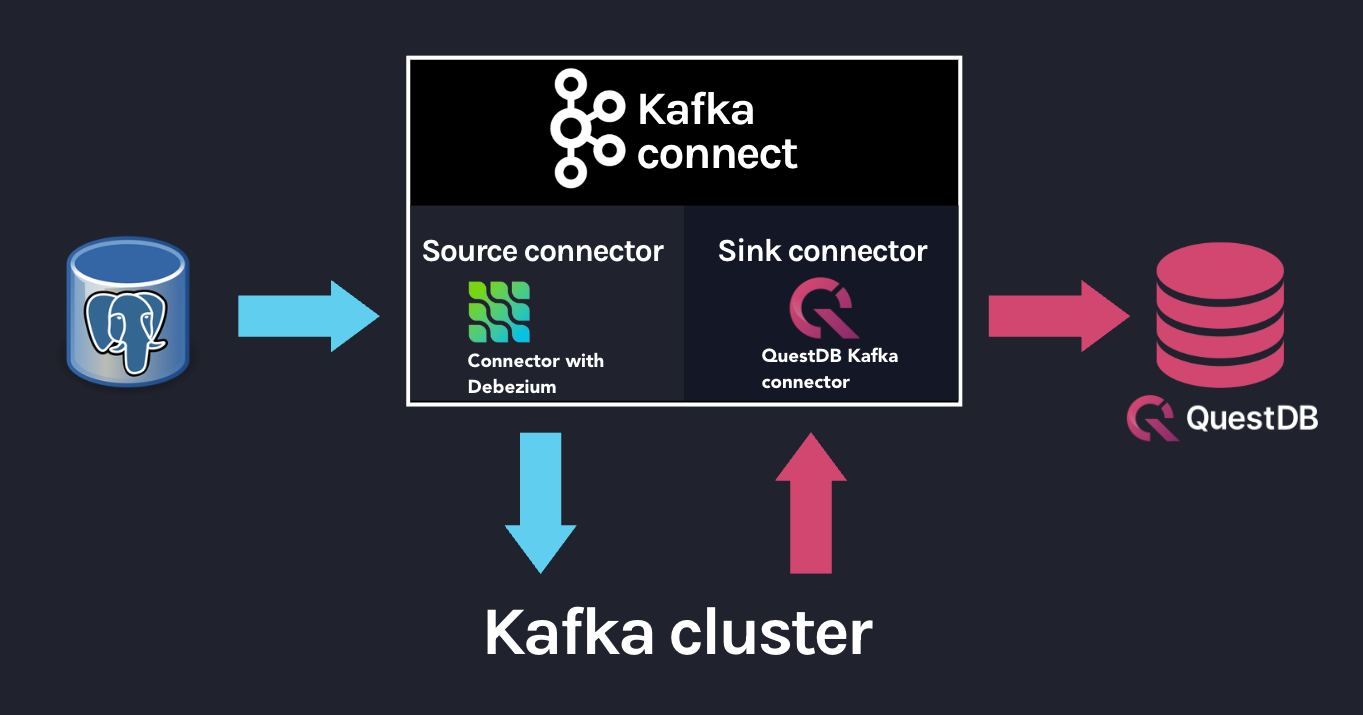 Kafka
connect
Source connector
Connector with
Debezium
Sink connector
QuestDB Kafka
connector
QuestDB
Kafka cluster